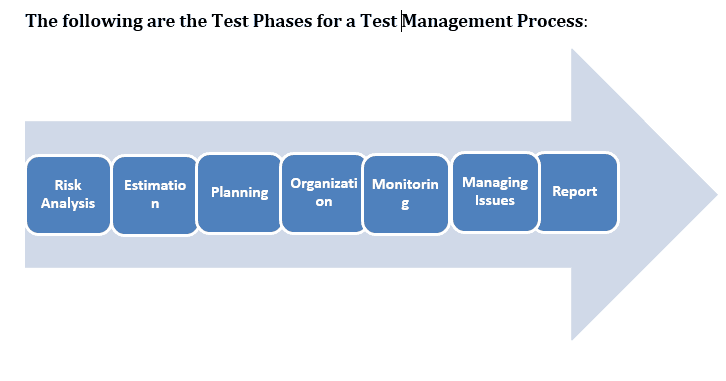 The following are the Test Phases for a Test Management Process:
Risk
Analysis
Estimatio
n
Planning
Organizati
on
Monitorin
g
Managing
Issues
Report